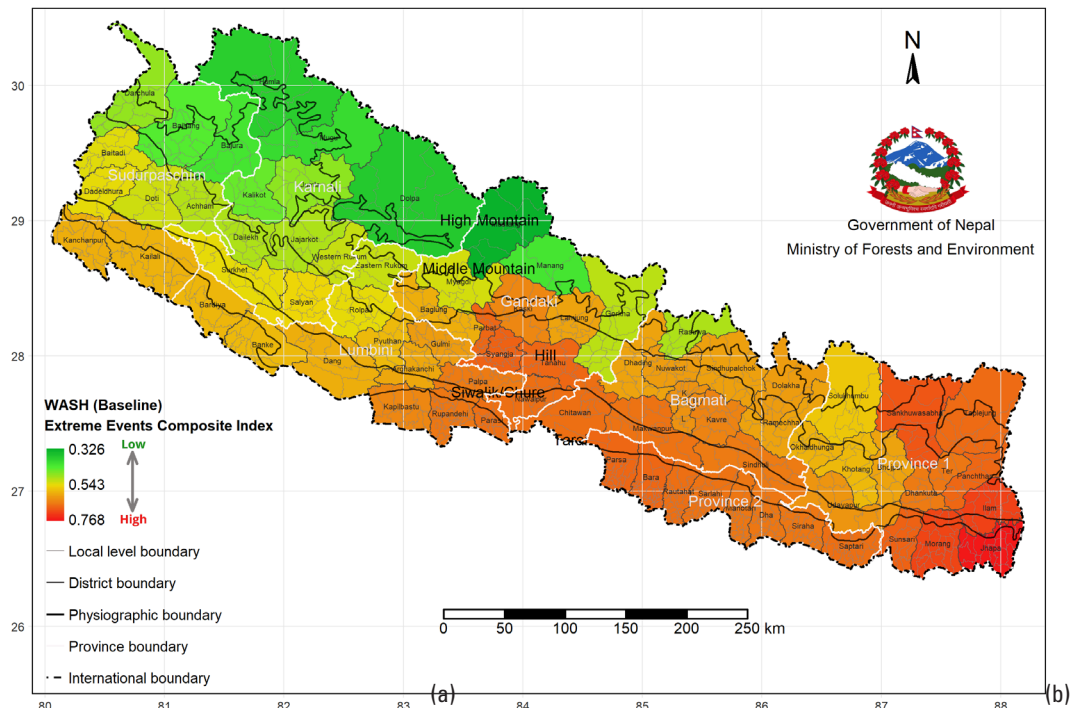 N
Government of Nepal
Ministry of Forests and Environment
30
29
28
27
26
80
81
82
83
84
85
86
87
88
Darchula
Bajhang
Bajura
Humla
Mugu
Baitadi
Sudurpaschim
Dadeldhura
Doti
Achham
Kalikot
Karnali
Dolpa
High Mountain
Kanchanpur
Kailali
Dailekh
Jajarkot
Western Rukum
Eastern Rukum
Middle Mountain
Manang
Myagdi
Surkhet
Salyan
Rolpa
Baglung
Gandaki
Kaski
Lamjung
Gorkha
Rasuwa
Bardiya
Banke
Lumbini
Dang
Pyuthan
Gulmi
Parbat
Syangja
Hill
Tanahu
Arghakanchi
Palpa
Siwalik/Chure
Nawalpur
Kapilbastu
Rupandehi
Parasi
Chitawan
Dhading
Nuwakot
Sindhupalchok
Bagmati
Kavre
Dolakha
Ramechhap
Makwanpur
Sindhuli
Solukhumbu
Okhaldhunga
Khotang
Sankhuwasabha
Taplejung
Province 1
Ter
Panchthar
Dhankuta
Ilam
Udayapur
Parsa
Bara
Rautahat
Sarlahi
Province 2
Dha
Siraha
Saptari
Sunsari
Morang
Jhapa
WASH (Baseline)
Extreme Events Composite Index
Low
0.326
0.543
0.768
High
Local level boundary
District boundary
Physiographic boundary
Province boundary
International boundary
0 50 100 150 200 250 km
(a)
(b)